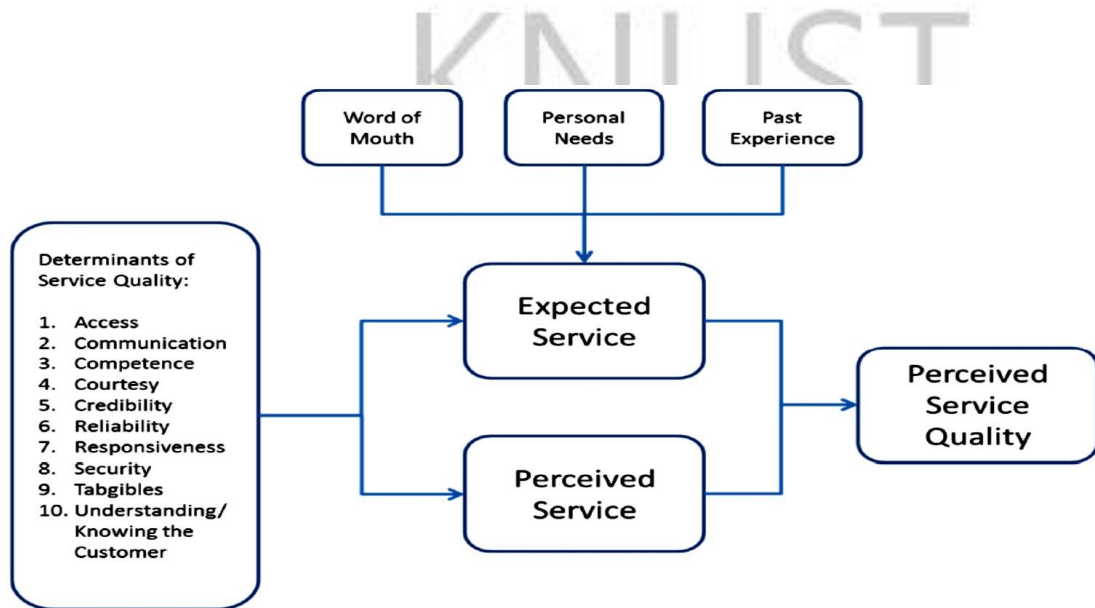 KNUST
Word of
Mouth
Personal
Needs
Past
Experience
Determinants of
Service Quality:
1. Access
2. Communication
3. Competence
4. Courtesy
5. Credibility
6. Reliability
7. Responsiveness
8. Security
9. Tabgibles
10. Understanding/
Knowing the
Customer
Expected
Service
Perceived
Service
Perceived
Service
Quality